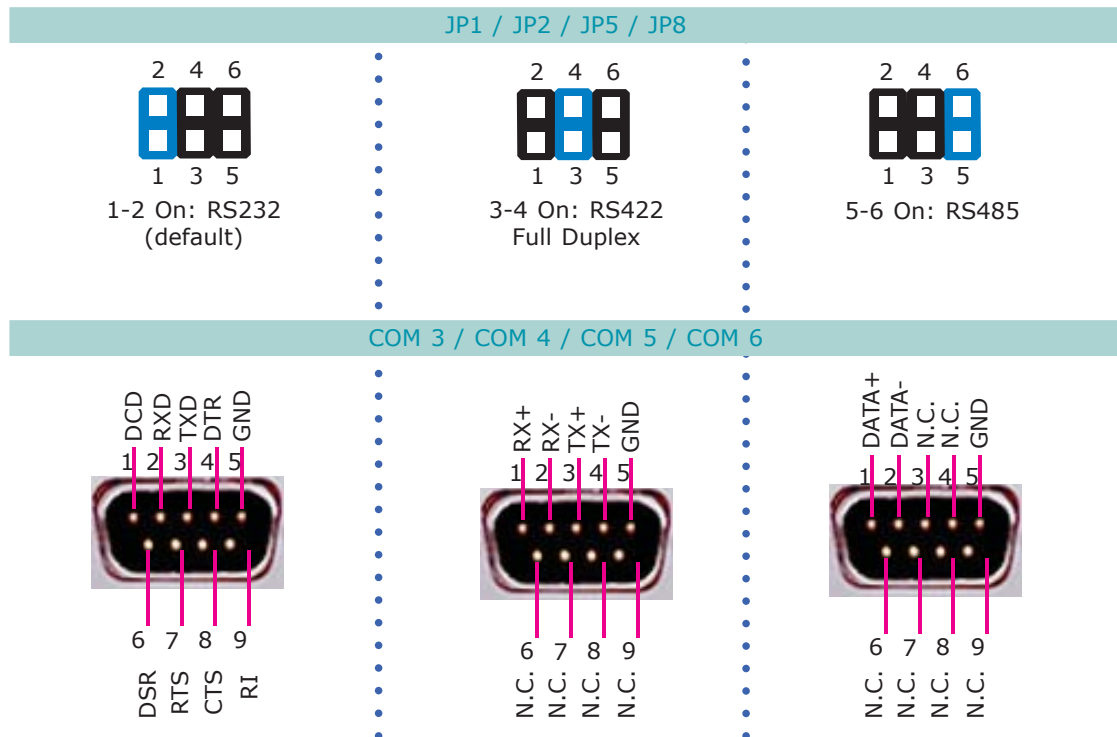 JP1 / JP2 / JP5 / JP8
2 4 6
1 3 5
1-2 On: RS232
(default)
2 4 6
1 3 5
3-4 On: RS422
Full Duplex
2 4 6
1 3 5
5-6 On: RS485
COM 3 / COM 4 / COM 5 / COM 6
DCD RXD TXD DTR GND
1 2 3 4 5
6 7 8 9
DSR RTS CTS RI
RX+ RX- TX+ TX- GND
1 2 3 4 5
6 7 8 9
N.C. N.C. N.C. N.C.
DATA+ DATA- N.C. N.C. GND
1 2 3 4 5
6 7 8 9
N.C. N.C. N.C. N.C.